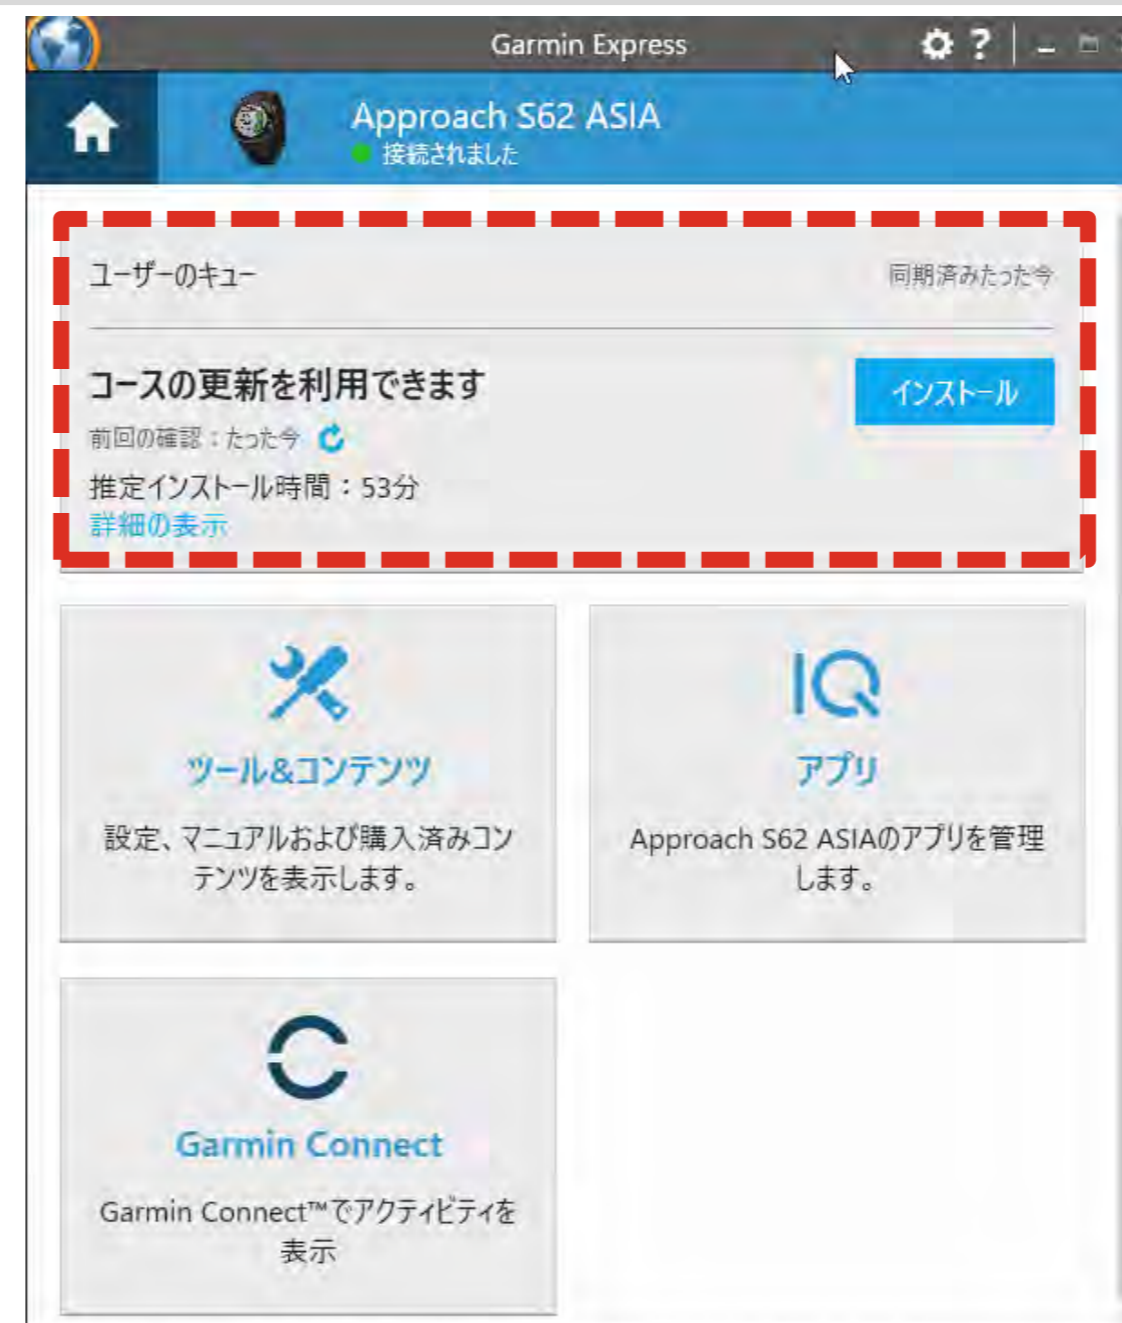 Garmin Express
?
Approach S62 ASIA
接続されました
ユーザーのキュー
同期済みたった今
コースの更新を利用できます
インストール
前回の確認：たった今
推定インストール時間：53分
詳細の表示
ツール&コンテンツ
設定、マニュアルおよび購入済みコン
テンツを表示します。
IQ
アプリ
Approach S62 ASIAのアプリを管理
します。
Garmin Connect
Garmin Connect™でアクティビティを
表示